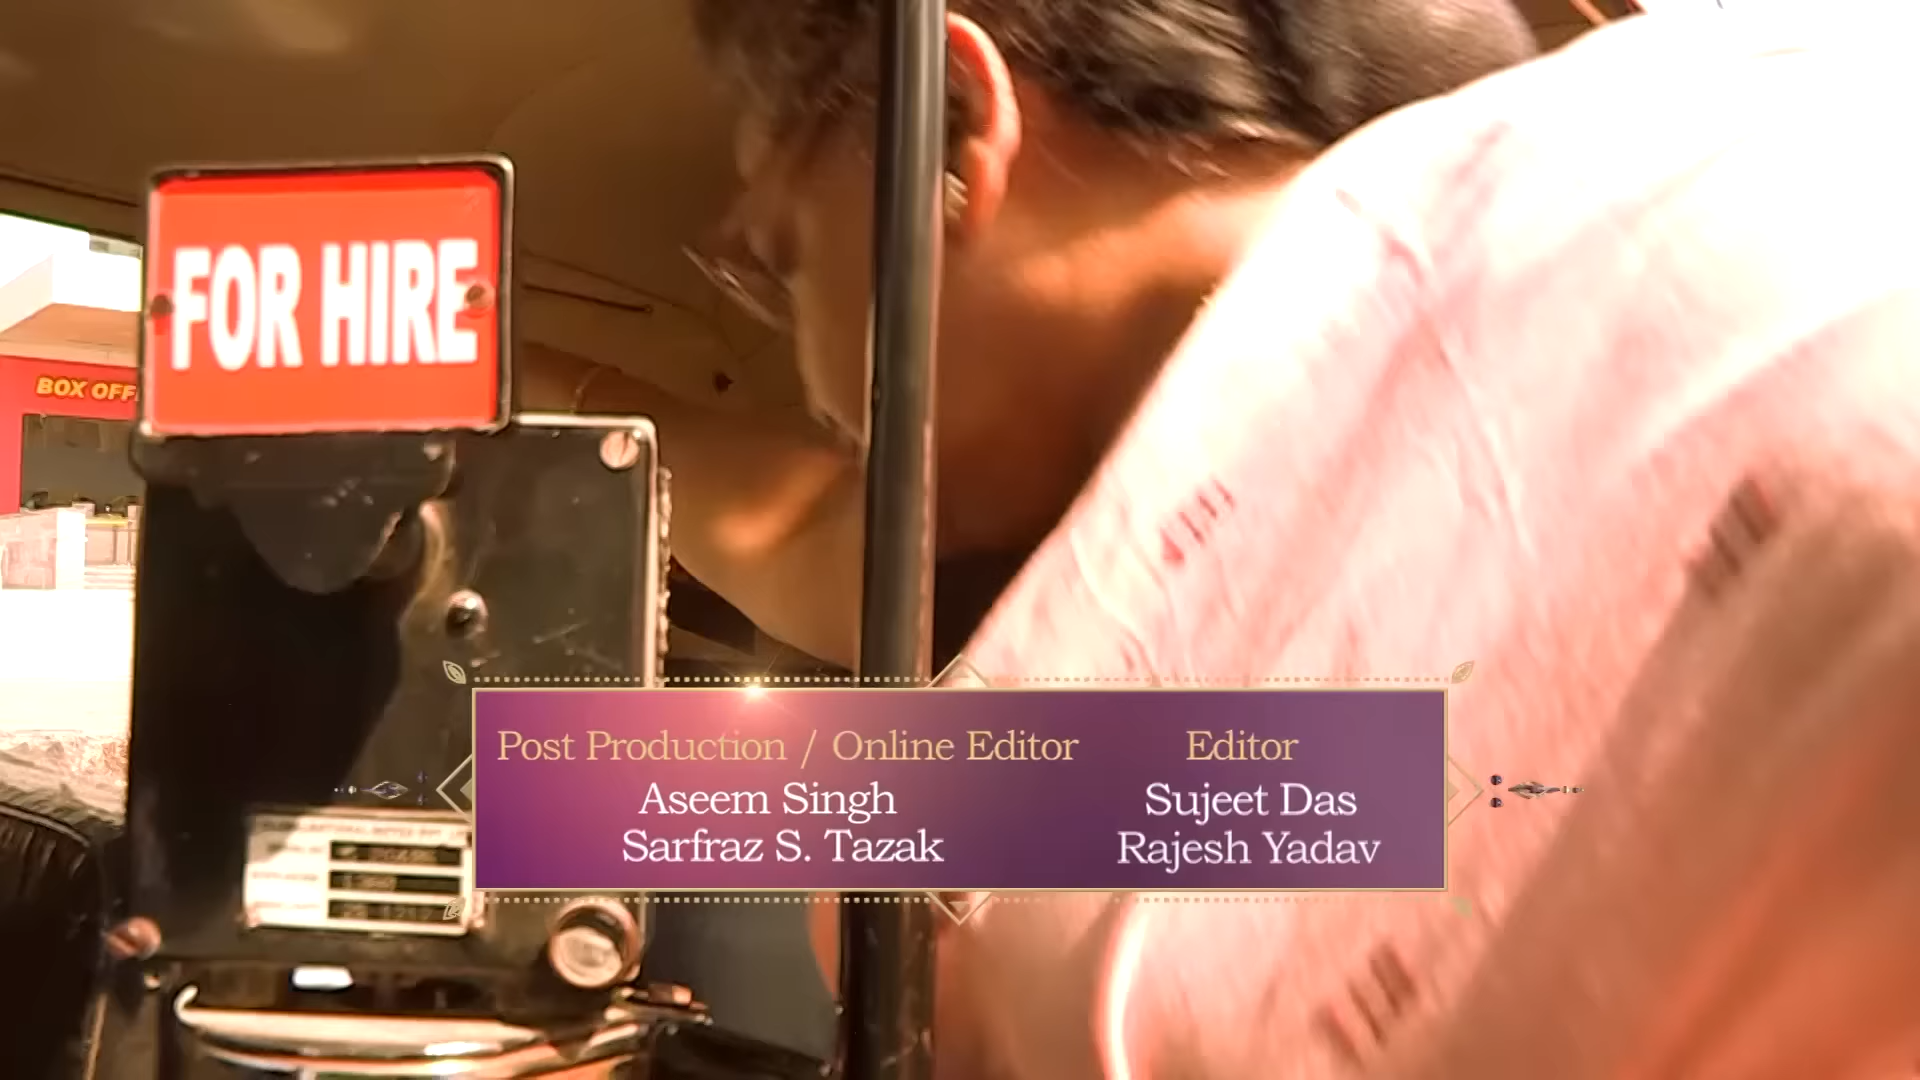 FOR HIRE
BOX OFF
Post Production / Online Editor
Aseem Singh
Sarfraz S. Tazak
Editor
Sujeet Das
Rajesh Yadav